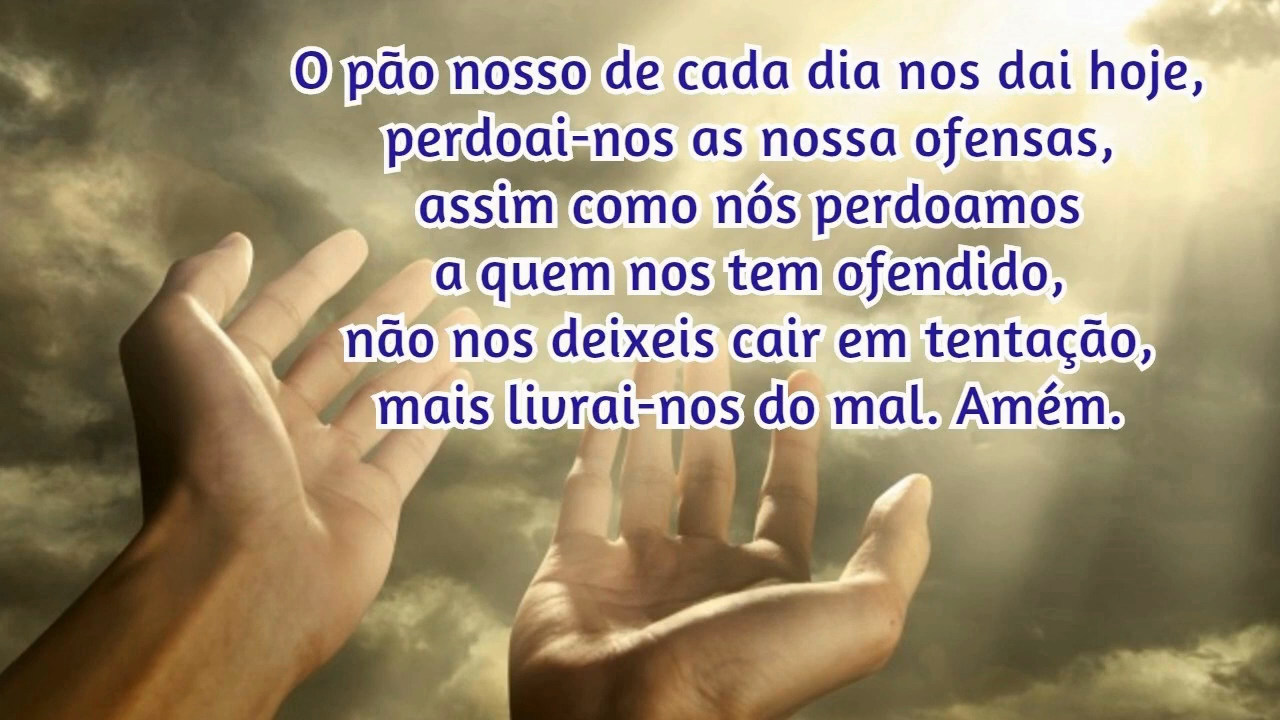 O pão nosso de cada dia nos dai hoje,
perdoai-nos as nossa ofensas,
assim como nós perdoamos
a quem nos tem ofendido,
não nos deixeis cair em tentação,
mais livrai-nos do mal. Amém.